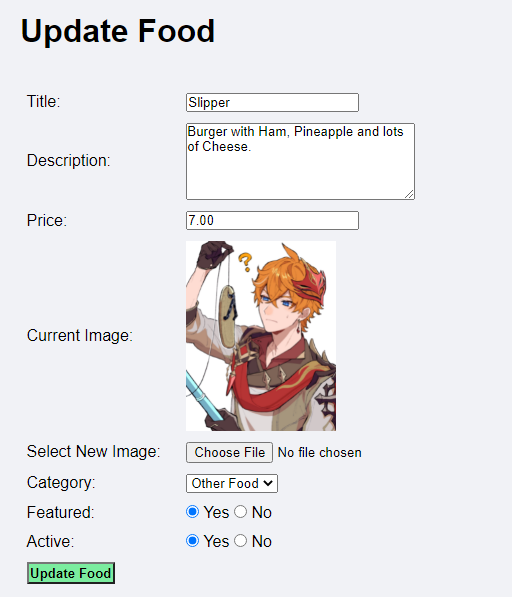 Update Food
Title: Slipper
Description: Burger with Ham, Pineapple and lots
of Cheese.
Price: 7.00
?
Current Image:
Select New Image: Choose File No file chosen
Category: Other Food
Featured: Yes No
Active: Yes No
Update Food